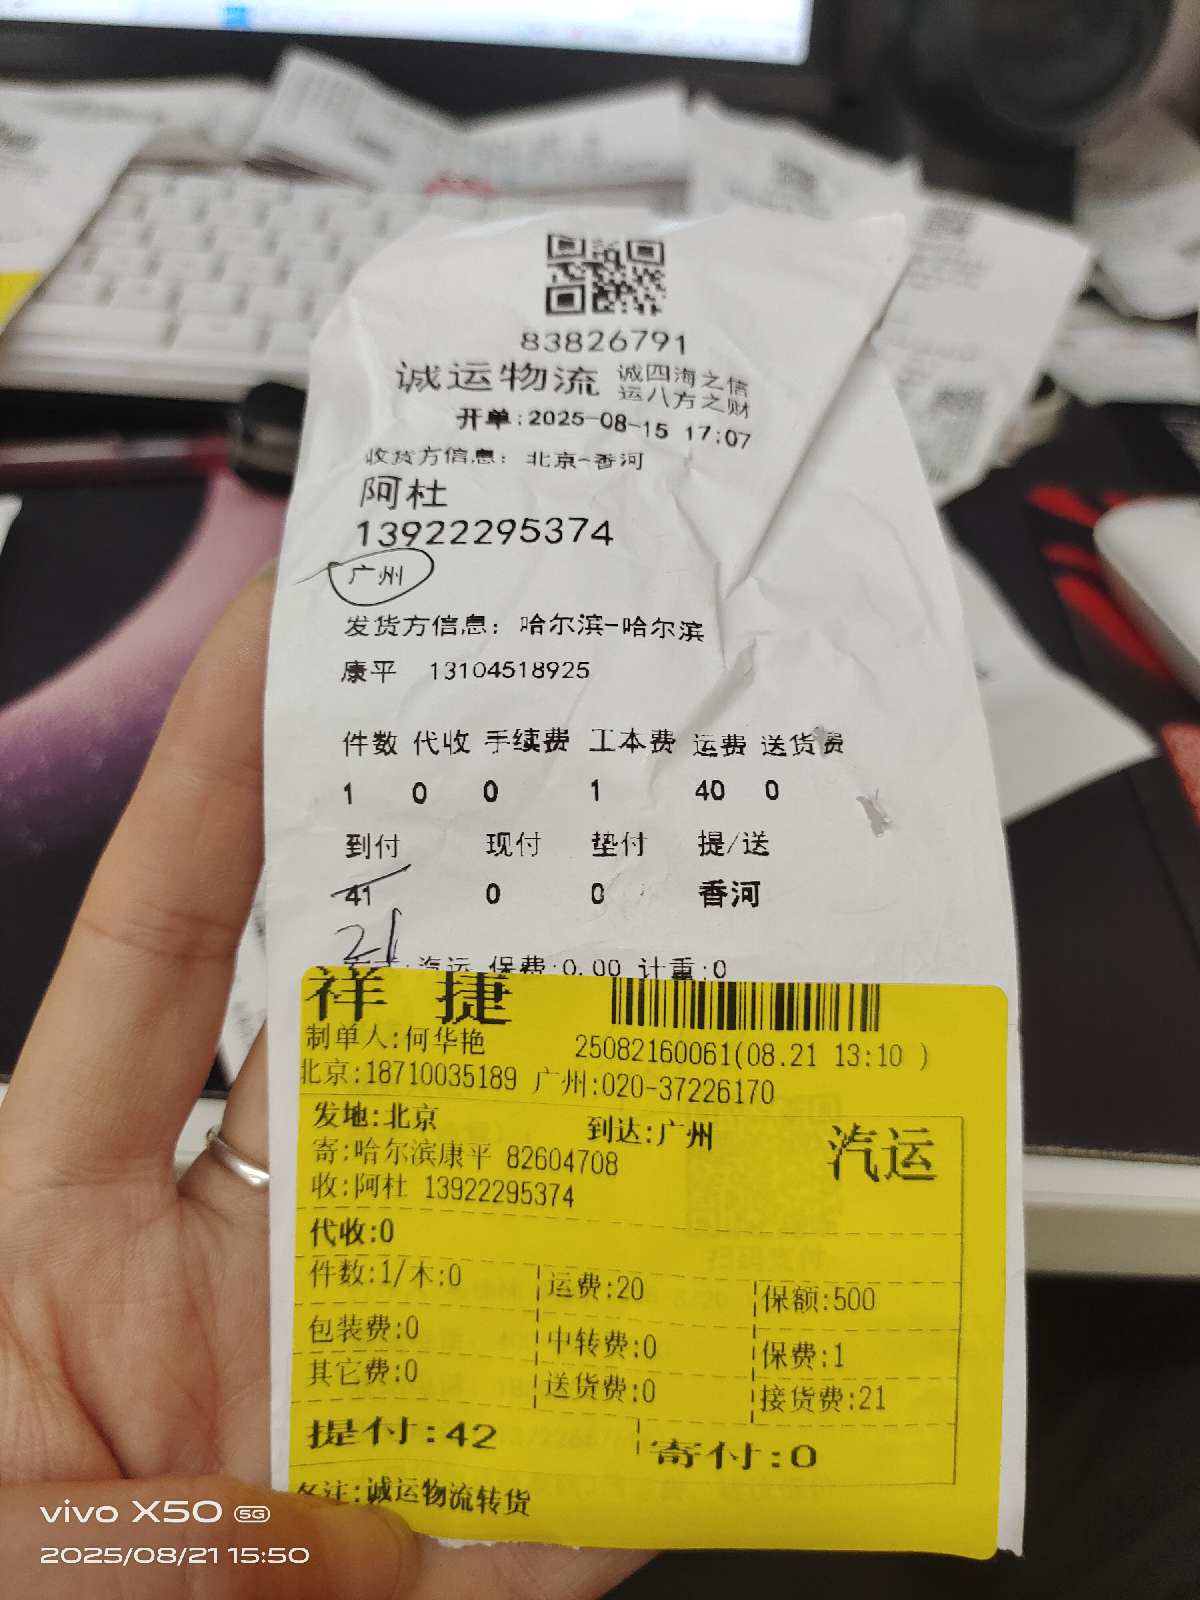 83826791
诚运物流 诚四海之信
运八方之财
开单:2025-08-15 17:07
收货方信息: 北京-香河
阿杜
13922295374
广州
发货方信息: 哈尔滨-哈尔滨
康平 13104518925
件数 代收 手续费 工本费 运费 送货费
1 0 0 1 40 0
到付 现付 垫付 提/送
41 0 0 香河
21
汽运 保费:0.00 计重:0
祥捷
制单人:何华艳 25082160061(08.21 13:10 )
北京:18710035189 广州:020-37226170
发地:北京 到达:广州 汽运
寄:哈尔滨康平 82604708
收:阿杜 13922295374
代收:0
件数:1/木:0 运费:20 保额:500
包装费:0 中转费:0 保费:1
其它费:0 送货费:0 接货费:21
提付:42 寄付:0
备注:诚运物流转货
vivo X50 5G
2025/08/21 15:50